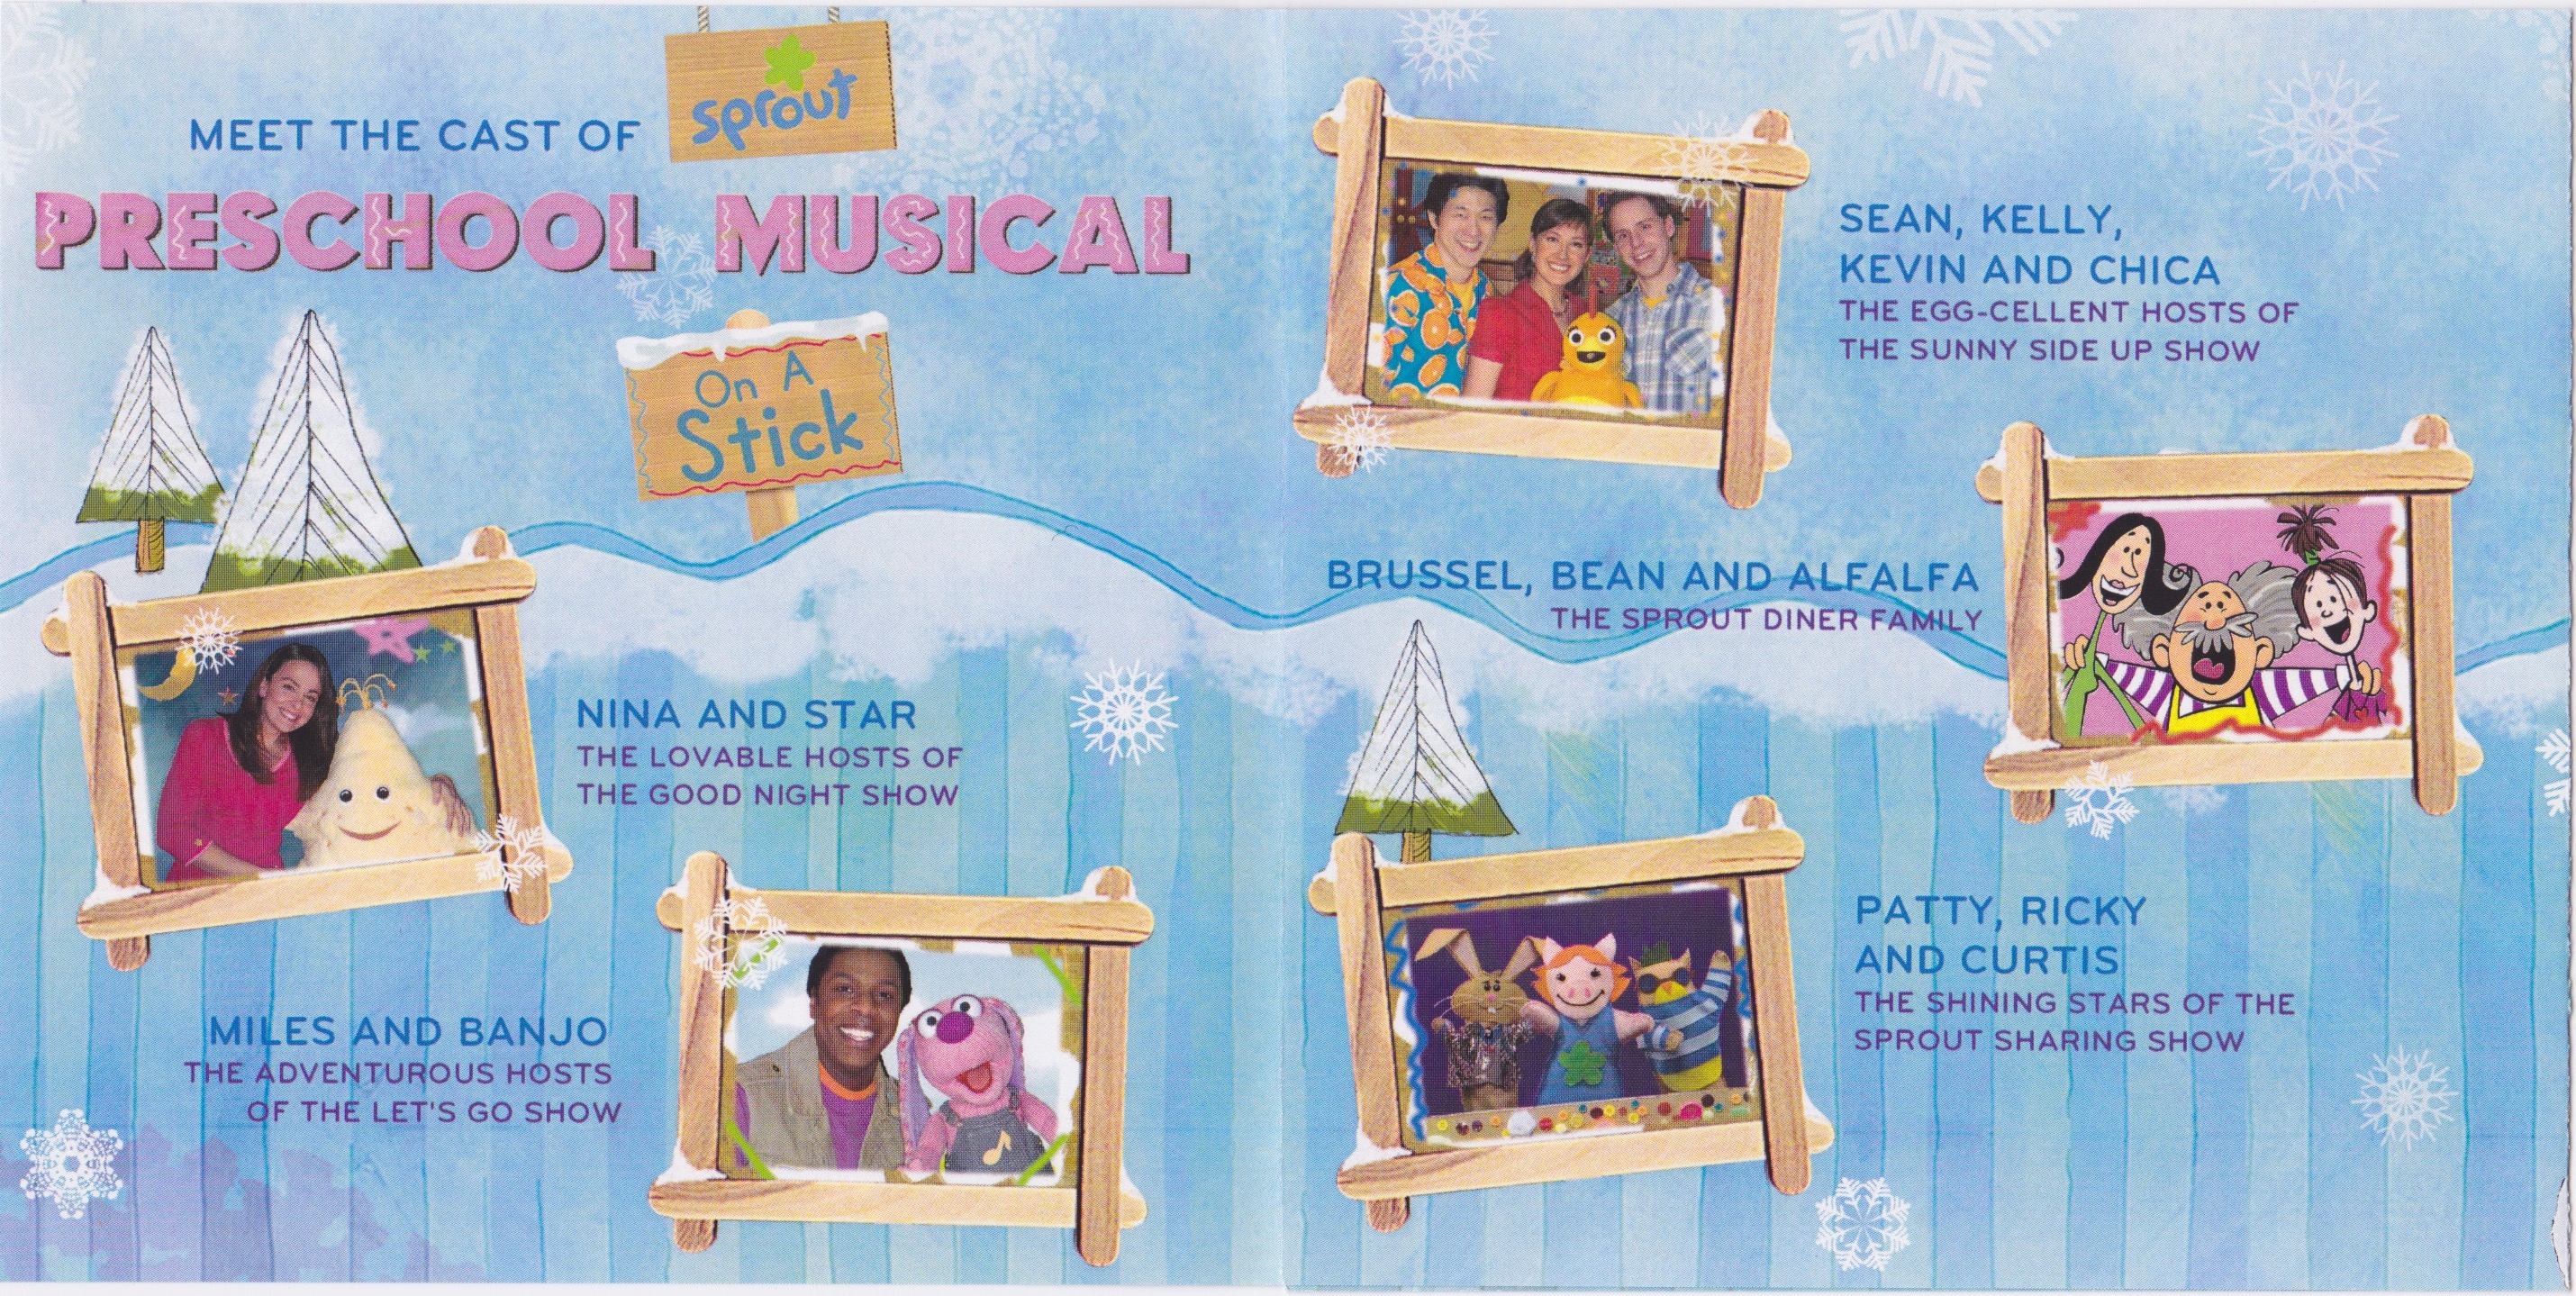 MEET THE CAST OF
sprout
PRESCHOOL MUSICAL
On A
Stick
NINA AND STAR
THE LOVABLE HOSTS OF
THE GOOD NIGHT SHOW
MILES AND BANJO
THE ADVENTUROUS HOSTS
OF THE LET'S GO SHOW
SEAN, KELLY,
KEVIN AND CHICA
THE EGG-CELLENT HOSTS OF
THE SUNNY SIDE UP SHOW
BRUSSEL, BEAN AND ALFALFA
THE SPROUT DINER FAMILY
PATTY, RICKY
AND CURTIS
THE SHINING STARS OF THE
SPROUT SHARING SHOW